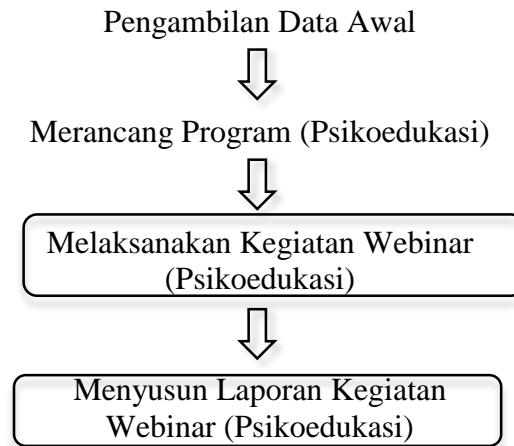 Pengambilan Data Awal
Merancang Program (Psikoedukasi)
Melaksanakan Kegiatan Webinar
(Psikoedukasi)
Menyusun Laporan Kegiatan
Webinar (Psikoedukasi)